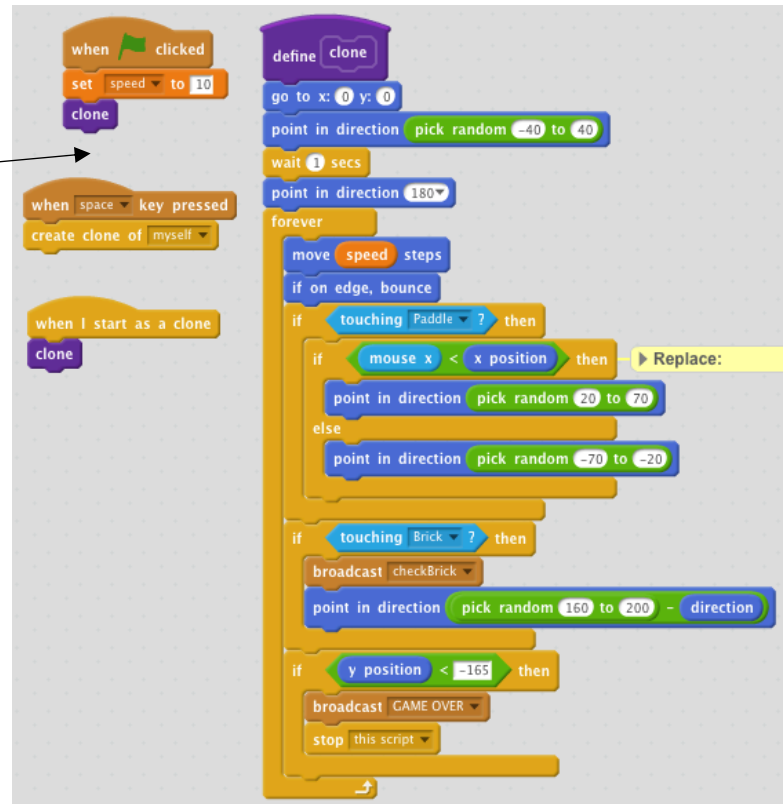 when clicked
set speed to 10
clone
when space key pressed
create clone of myself
when I start as a clone
clone
define clone
go to x: 0 y: 0
point in direction pick random -40 to 40
wait 1 secs
point in direction 180
forever
move speed steps
if on edge, bounce
if touching Paddle ? then
if mouse x < x position then
Replace:
point in direction pick random 20 to 70
else
point in direction pick random -70 to -20
if touching Brick ? then
broadcast checkBrick
point in direction pick random 160 to 200 - direction
if y position < -165 then
broadcast GAME OVER
stop this script